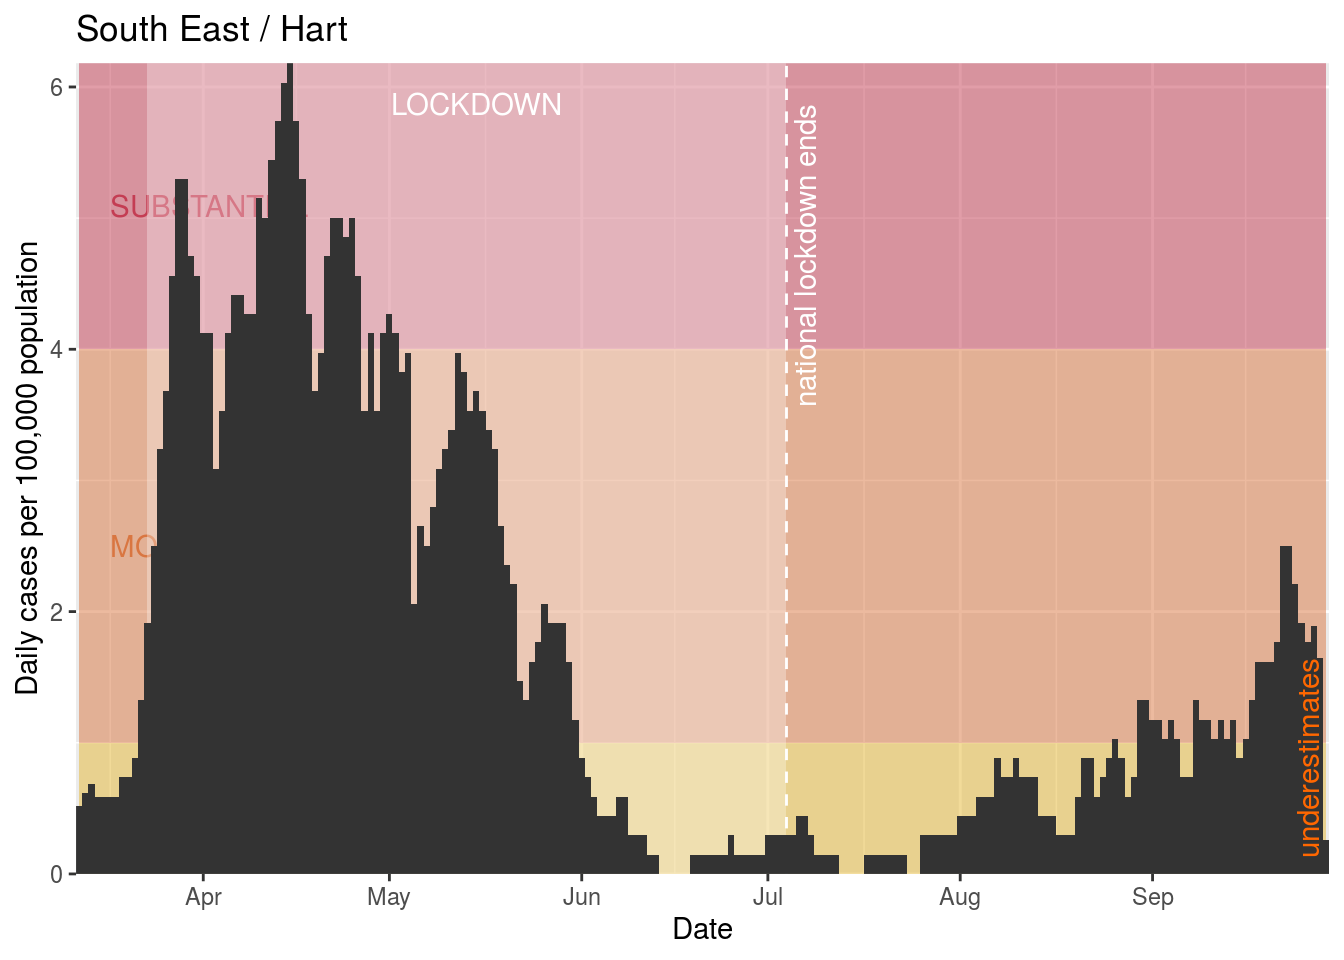 South East / Hart
Daily cases per 100,000 population
6
4
2
0
LOCKDOWN
national lockdown ends
underestimates
Apr
May
Jun
Jul
Aug
Sep
Date